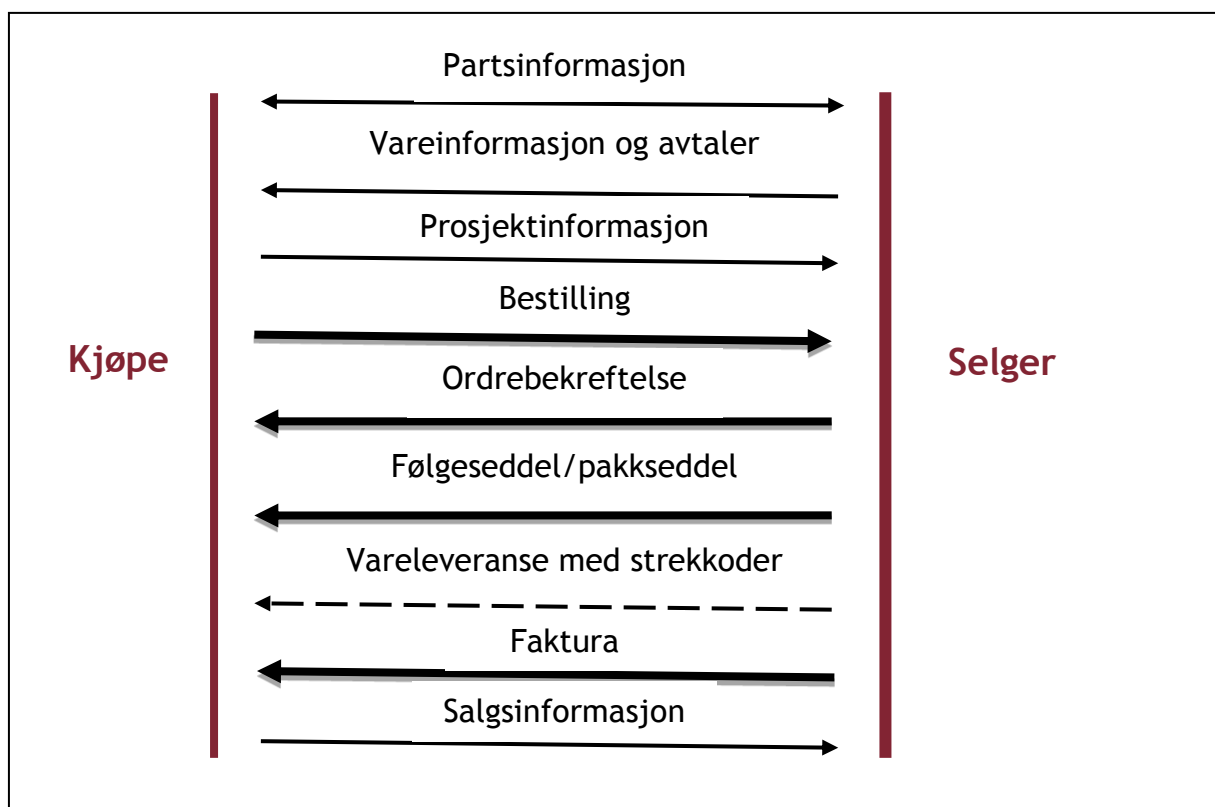 Partsinformasjon
Vareinformasjon og avtaler
Prosjektinformasjon
Bestilling
Kjøpe
Selger
Ordrebekreftelse
Følgeseddel/pakkseddel
Vareleveranse med strekkoder
Faktura
Salgsinformasjon